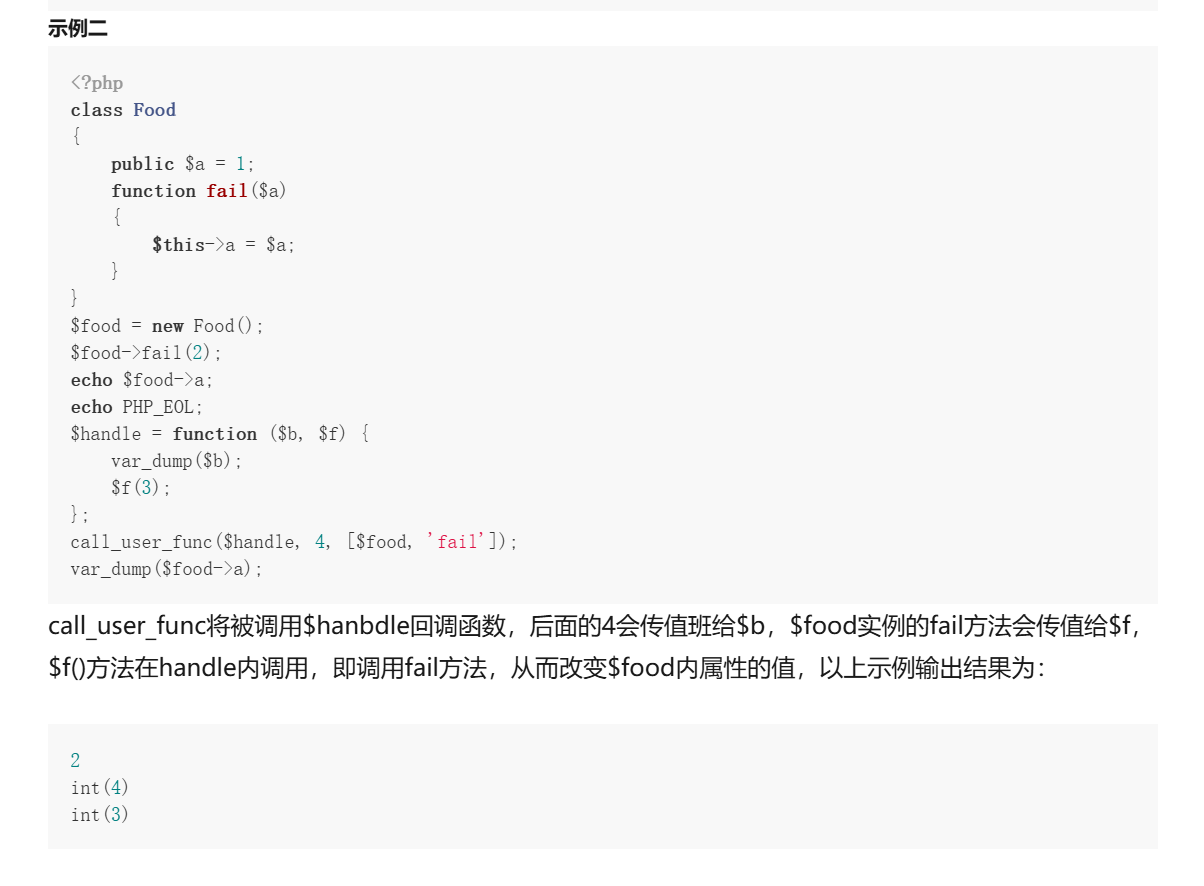 示例二
<?php
class Food
{
    public $a = 1;
    function fail($a)
    {
        $this->a = $a;
    }
}
$food = new Food();
$food->fail(2);
echo $food->a;
echo PHP_EOL;
$handle = function ($b, $f) {
    var_dump($b);
    $f(3);
};
call_user_func($handle, 4, [$food, 'fail']);
var_dump($food->a);
call_user_func将被调用$hanbdle回调函数，后面的4会传值班给$b，$food实例的fail方法会传值给$f，
$f()方法在handle内调用，即调用fail方法，从而改变$food内属性的值，以上示例输出结果为：
2
int(4)
int(3)